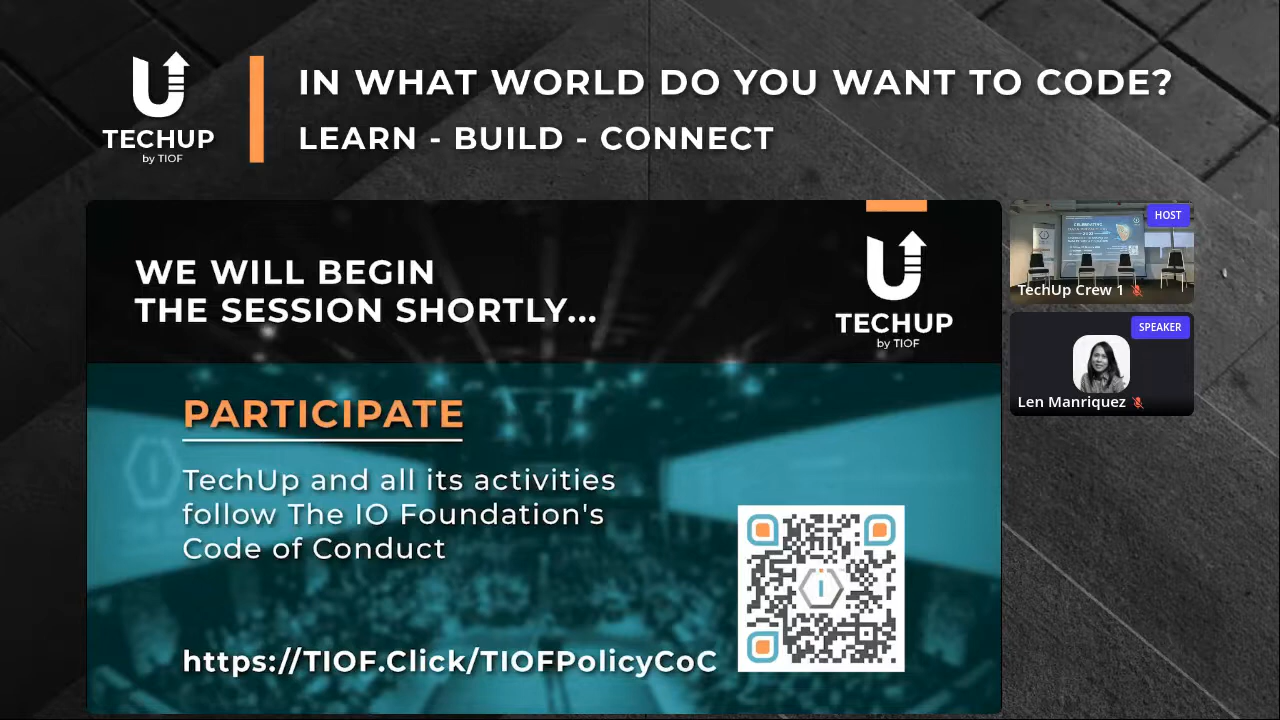 TECHUP
by TIOF
IN WHAT WORLD DO YOU WANT TO CODE?
LEARN - BUILD - CONNECT
WE WILL BEGIN
THE SESSION SHORTLY...
TECHUP
by TIOF
PARTICIPATE
TechUp and all its activities
follow The IO Foundation's
Code of Conduct
https://TIOF.Click/TIOFPolicyCoC
HOST
TechUp Crew 1
SPEAKER
Len Manriquez